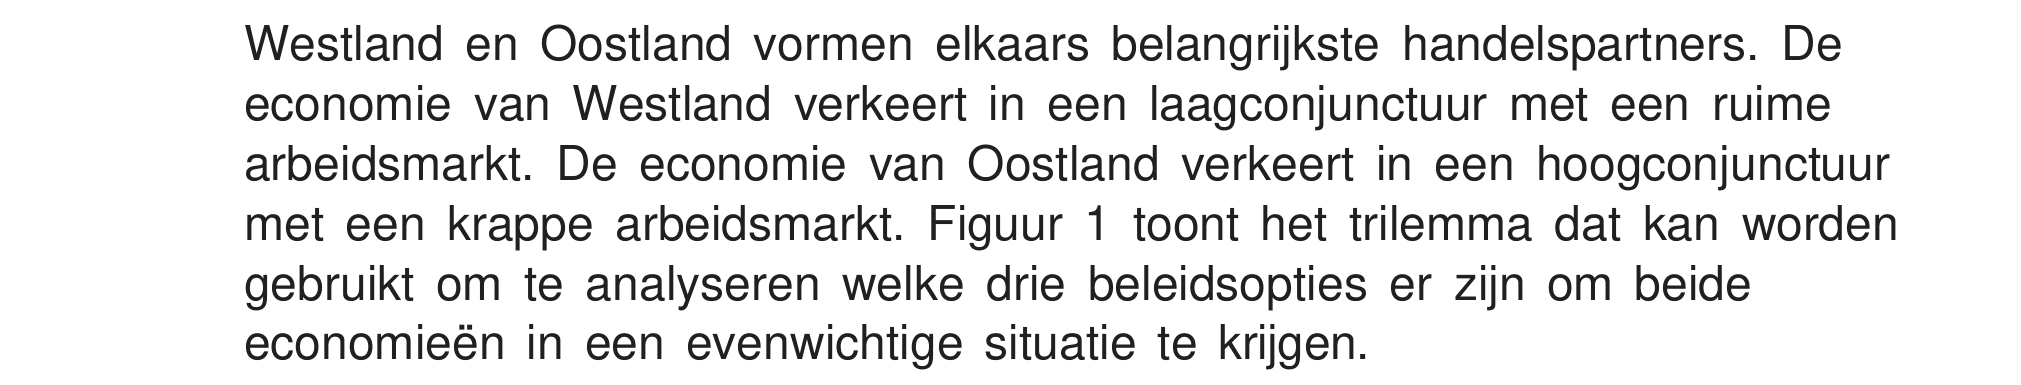 Westland en Oostland vormen elkaars belangrijkste handelspartners. De
economie van Westland verkeert in een laagconjunctuur met een ruime
arbeidsmarkt. De economie van Oostland verkeert in een hoogconjunctuur
met een krappe arbeidsmarkt. Figuur 1 toont het trilemma dat kan worden
gebruikt om te analyseren welke drie beleidsopties er zijn om beide
economieën in een evenwichtige situatie te krijgen.